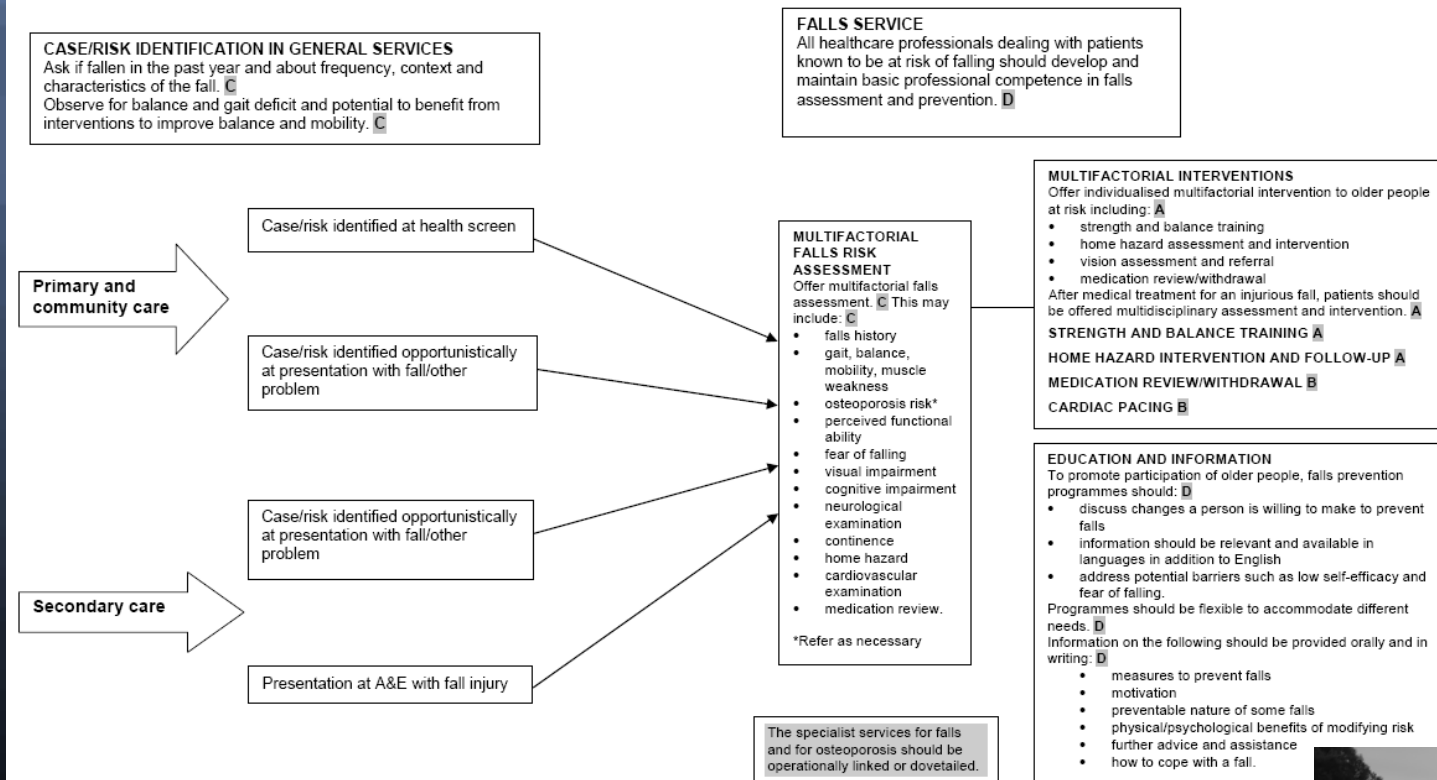 CASE/RISK IDENTIFICATION IN GENERAL SERVICES
Ask if fallen in the past year and about frequency, context and
characteristics of the fall. C
Observe for balance and gait deficit and potential to benefit from
interventions to improve balance and mobility. C
FALLS SERVICE
All healthcare professionals dealing with patients
known to be at risk of falling should develop and
maintain basic professional competence in falls
assessment and prevention. D
Primary and
community care
Case/risk identified at health screen
Case/risk identified opportunistically
at presentation with fall/other
problem
Secondary care
Case/risk identified opportunistically
at presentation with fall/other
problem
Presentation at A&E with fall injury
MULTIFACTORIAL
FALLS RISK
ASSESSMENT
Offer multifactorial falls
assessment. C This may
include: C
• falls history
• gait, balance,
mobility, muscle
weakness
• osteoporosis risk*
• perceived functional
ability
• fear of falling
• visual impairment
• cognitive impairment
• neurological
examination
• continence
• home hazard
• cardiovascular
examination
• medication review.
*Refer as necessary
The specialist services for falls
and for osteoporosis should be
operationally linked or dovetailed.
MULTIFACTORIAL INTERVENTIONS
Offer individualised multifactorial intervention to older people
at risk including: A
• strength and balance training
• home hazard assessment and intervention
• vision assessment and referral
• medication review/withdrawal
After medical treatment for an injurious fall, patients should
be offered multidisciplinary assessment and intervention. A
STRENGTH AND BALANCE TRAINING A
HOME HAZARD INTERVENTION AND FOLLOW-UP A
MEDICATION REVIEW/WITHDRAWAL B
CARDIAC PACING B
EDUCATION AND INFORMATION
To promote participation of older people, falls prevention
programmes should: D
• discuss changes a person is willing to make to prevent
falls
• information should be relevant and available in
languages in addition to English
• address potential barriers such as low self-efficacy and
fear of falling.
Programmes should be flexible to accommodate different
needs. D
Information on the following should be provided orally and in
writing: D
• measures to prevent falls
• motivation
• preventable nature of some falls
• physical/psychological benefits of modifying risk
• further advice and assistance
• how to cope with a fall.